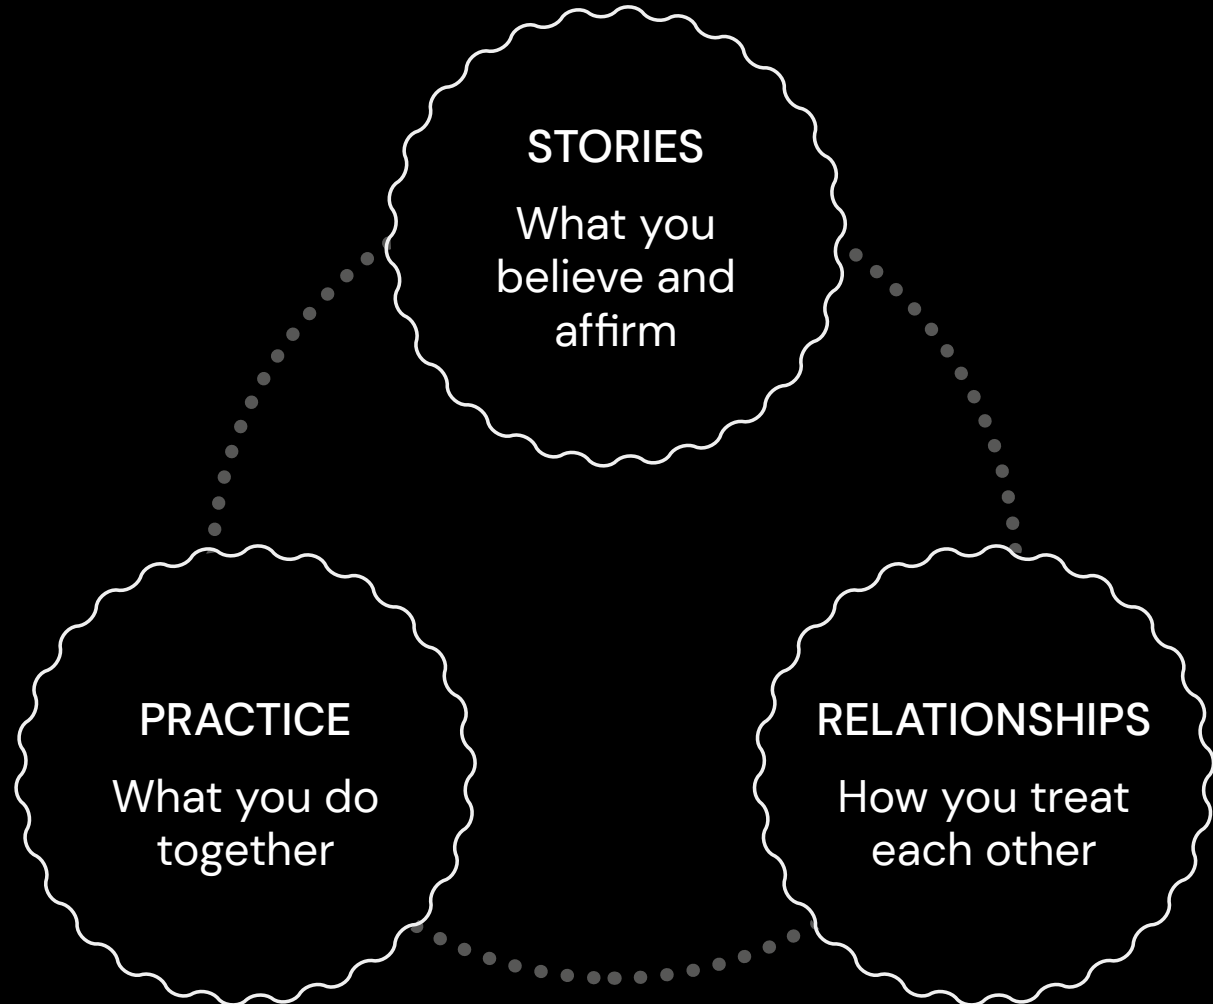 STORIES
What you
believe and
affirm
PRACTICE
What you do
together
RELATIONSHIPS
How you treat
each other